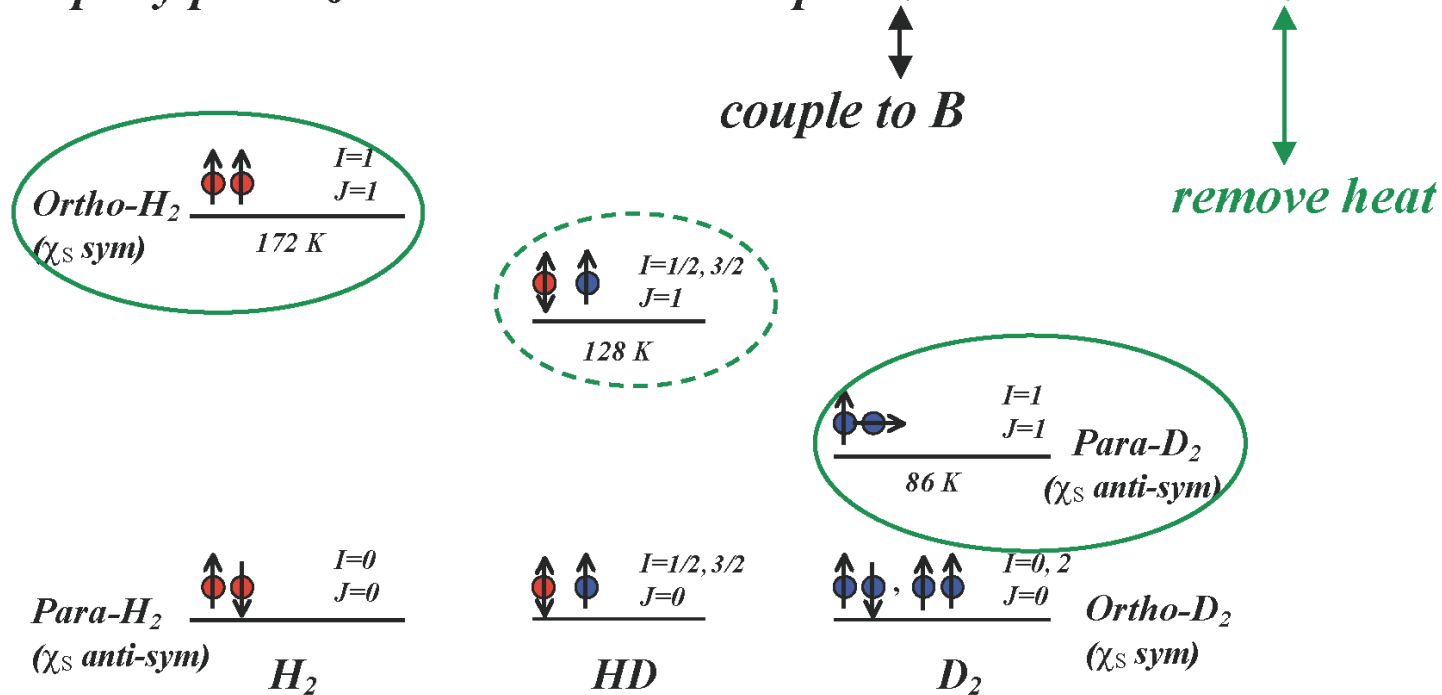 couple to B
remove heat
I=1
J=1
Ortho-H₂
(χS sym)
172 K
I=1/2, 3/2
J=1
128 K
I=1
J=1
Para-D₂
(χS anti-sym)
86 K
I=0
J=0
Para-H₂
(χS anti-sym)
I=1/2, 3/2
J=0
,
I=0, 2
J=0
Ortho-D₂
(χS sym)
H₂
HD
D₂